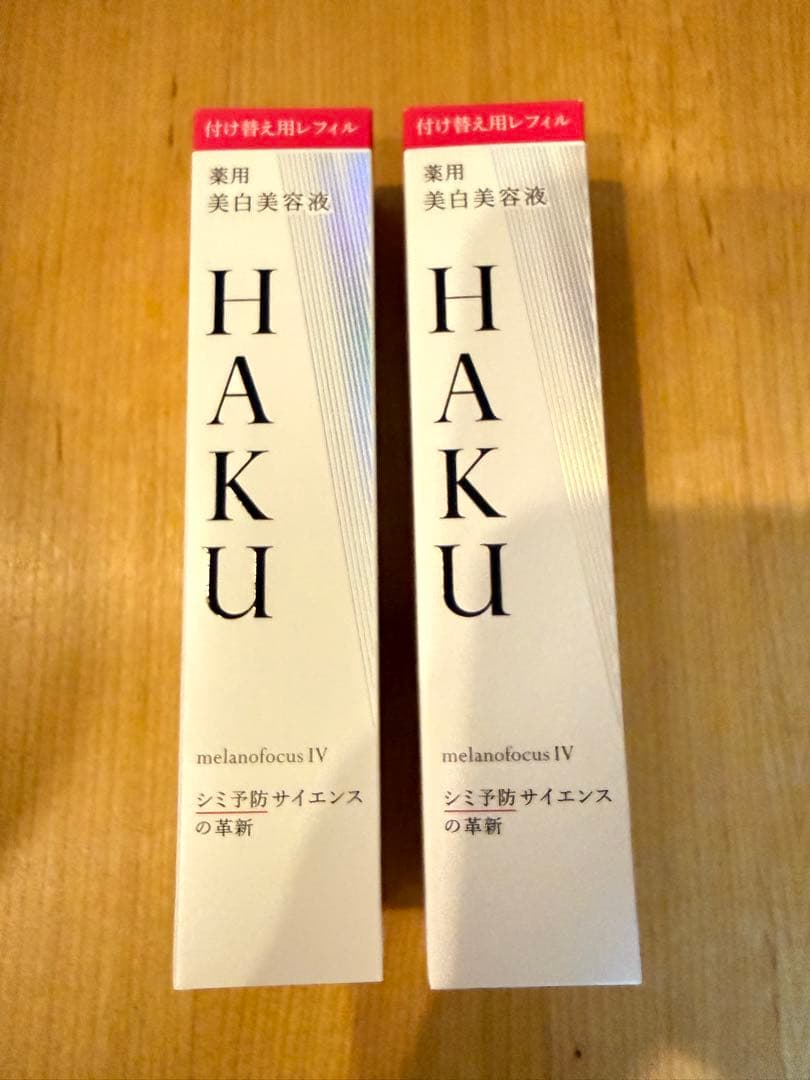 付け替え用レフィル
薬用
美白美容液
HAKU
melanofocus IV
シミ予防サイエンス
の革新
付け替え用レフィル
薬用
美白美容液
HAKU
melanofocus IV
シミ予防サイエンス
の革新